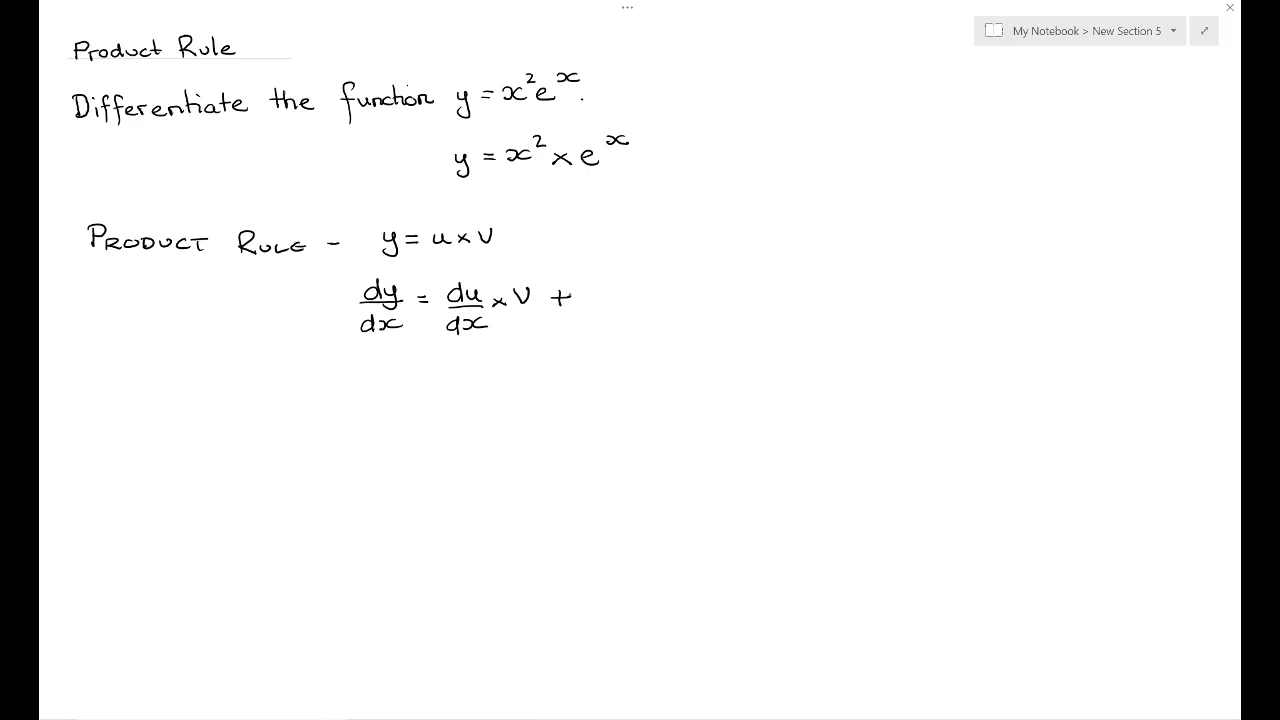 My Notebook > New Section 5
Product Rule
Differentiate the function y = x²eˣ.
y = x² × eˣ
PRODUCT RULE - y = u × v
dy/dx = du/dx × v +